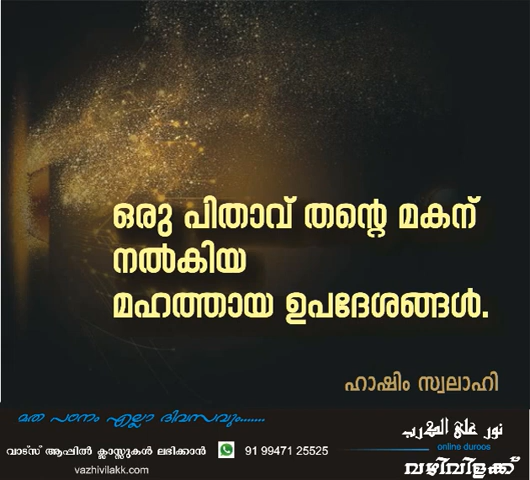 ഒരു പിതാവ് തന്റെ മകന്
നൽകിയ
മഹത്തായ ഉപദേശങ്ങൾ.
ഹാഷിം സ്വലാഹി
മത പഠനം എല്ലാ ദിവസവും.......
വാട്സ് ആപ്പിൽ ക്ലാസ്സുകൾ ലഭിക്കാൻ 91 99471 25525
vazhivilakk.com
نور على الدرب
online duroos
വഴിവിളക്ക്